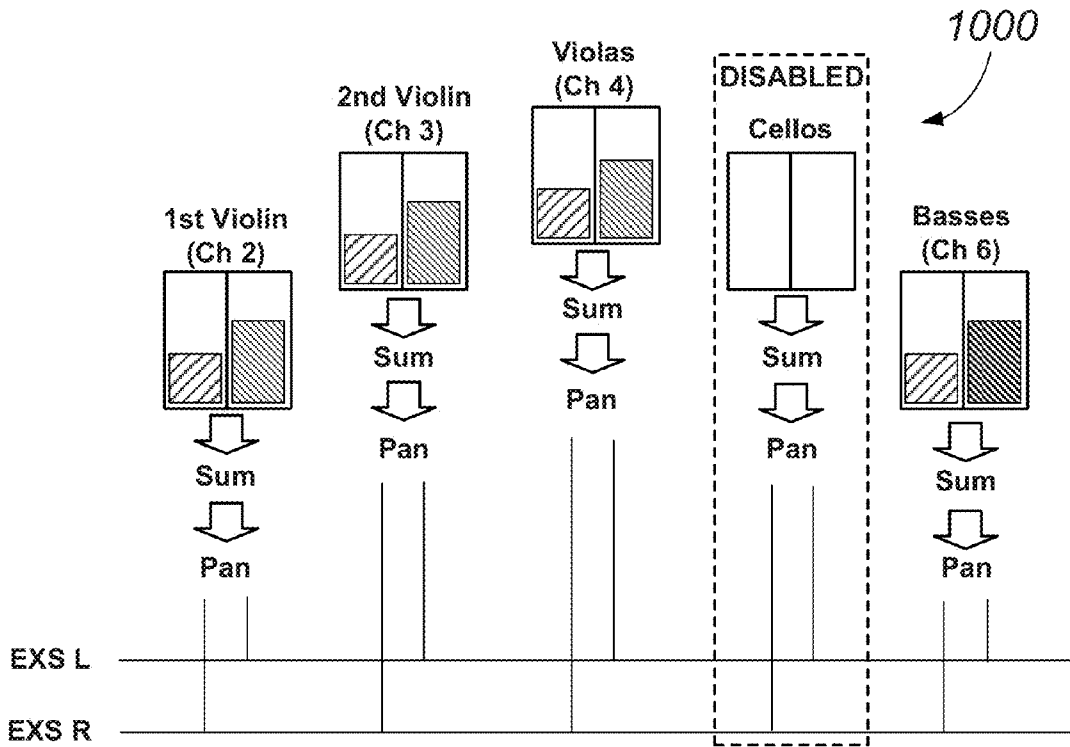 1000
1st Violin
(Ch 2)
Sum
Pan
2nd Violin
(Ch 3)
Sum
Pan
Violas
(Ch 4)
Sum
Pan
DISABLED
Cellos
Sum
Pan
Basses
(Ch 6)
Sum
Pan
EXS L
EXS R